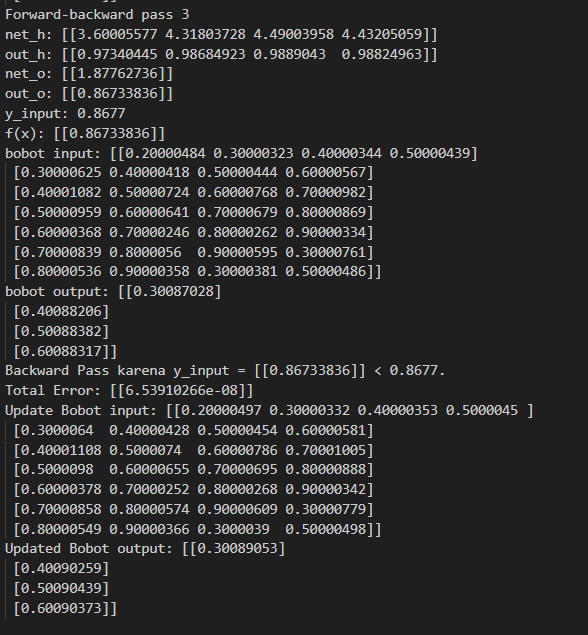 Forward-backward pass 3
net_h: [[3.60005577 4.31803728 4.49003958 4.43205059]]
out_h: [[0.97340445 0.98684923 0.9889043  0.98824963]]
net_o: [[1.87762736]]
out_o: [[0.86733836]]
y_input: 0.8677
f(x): [[0.86733836]]
bobot input: [[0.20000484 0.30000323 0.40000344 0.50000439]
 [0.30000625 0.40000418 0.50000444 0.60000567]
 [0.40001082 0.50000724 0.60000768 0.70000982]
 [0.50000959 0.60000641 0.70000679 0.80000869]
 [0.60000368 0.70000246 0.80000262 0.90000334]
 [0.70000839 0.8000056  0.90000595 0.30000761]
 [0.80000536 0.90000358 0.30000381 0.50000486]]
bobot output: [[0.30087028]
 [0.40088206]
 [0.50088382]
 [0.60088317]]
Backward Pass karena y_input = [[0.86733836]] < 0.8677.
Total Error: [[6.53910266e-08]]
Update Bobot input: [[0.20000497 0.30000332 0.40000353 0.5000045 ]
 [0.3000064  0.40000428 0.50000454 0.60000581]
 [0.40001108 0.5000074  0.60000786 0.70001005]
 [0.5000098  0.60000655 0.70000695 0.80000888]
 [0.60000378 0.70000252 0.80000268 0.90000342]
 [0.70000858 0.80000574 0.90000609 0.30000779]
 [0.80000549 0.90000366 0.3000039  0.50000498]]
Updated Bobot output: [[0.30089053]
 [0.40090259]
 [0.50090439]
 [0.60090373]]